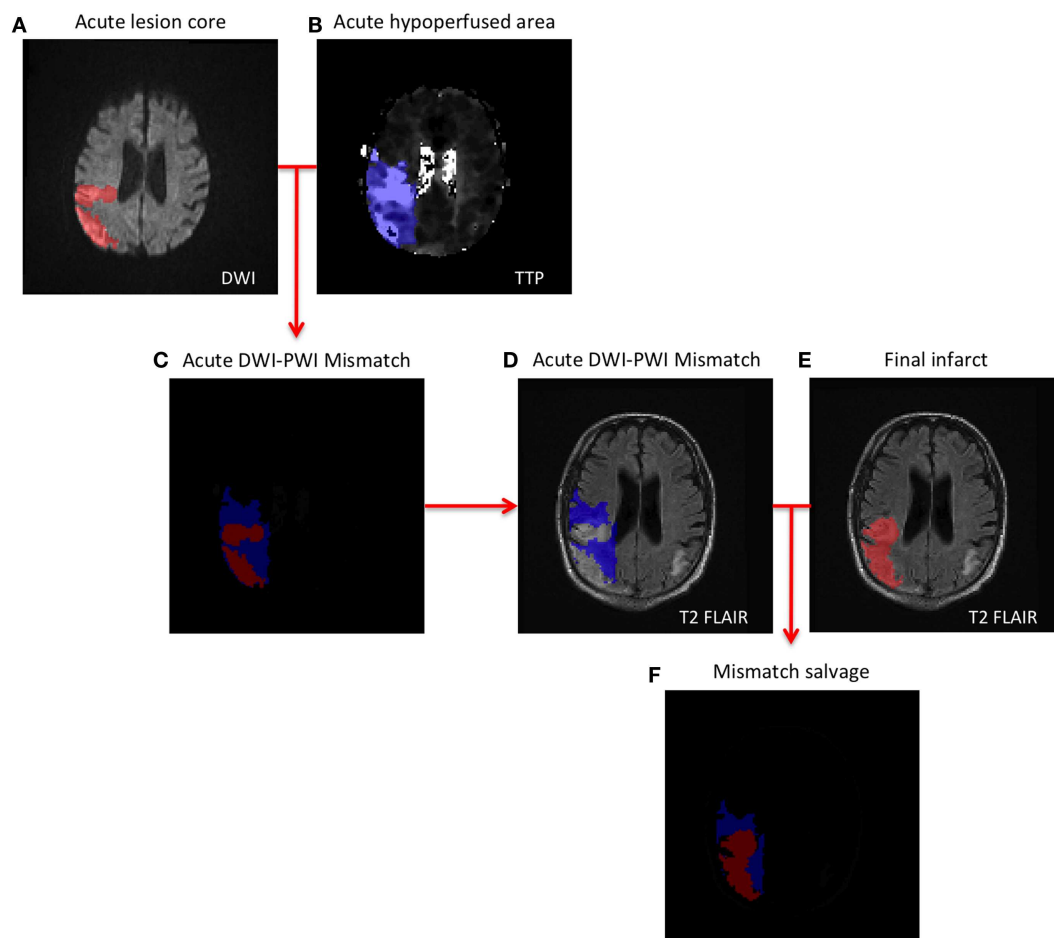 A Acute lesion core
B Acute hypoperfused area
DWI
TTP
C Acute DWI-PWI Mismatch
D Acute DWI-PWI Mismatch
E Final infarct
T2 FLAIR
T2 FLAIR
F Mismatch salvage